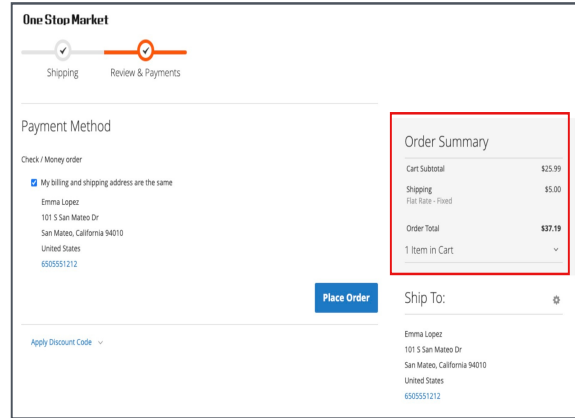 One Stop Market
Shipping
Review & Payments
Payment Method
Check / Money order
My billing and shipping address are the same
Emma Lopez
101 S San Mateo Dr
San Mateo, California 94010
United States
6505551212
Place Order
Apply Discount Code
Order Summary
Cart Subtotal $25.99
Shipping $5.00
Flat Rate - Fixed
Order Total $37.19
1 Item in Cart
Ship To:
Emma Lopez
101 S San Mateo Dr
San Mateo, California 94010
United States
6505551212